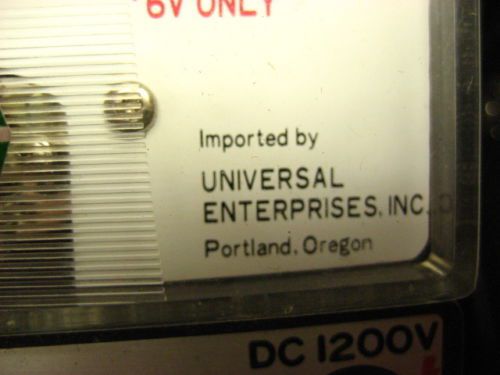 6V ONLY
Imported by
UNIVERSAL
ENTERPRISES, INC.
Portland, Oregon
DC 1200V